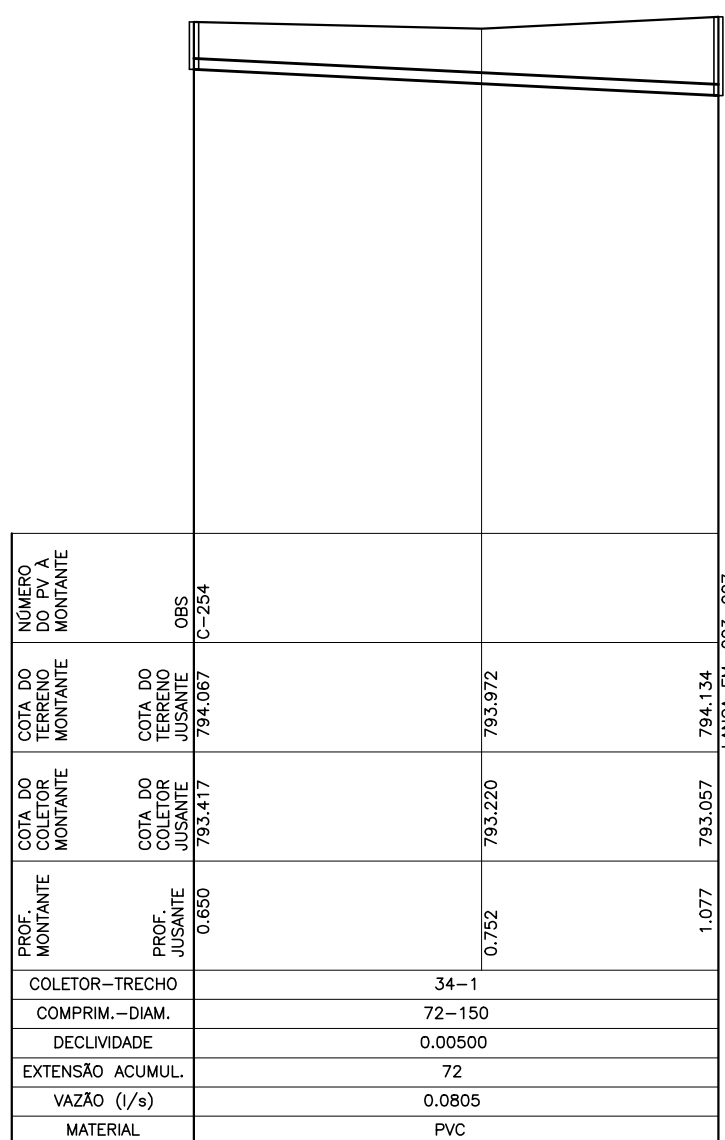 NÚMERO
DO PV À
MONTANTE
OBS
C-254
COTA DO
TERRENO
MONTANTE
COTA DO
TERRENO
JUSANTE
794.067
793.972
794.134
COTA DO
COLETOR
MONTANTE
COTA DO
COLETOR
JUSANTE
793.417
793.220
793.057
PROF.
MONTANTE
PROF.
JUSANTE
0.650
0.752
1.077
COLETOR-TRECHO
34-1
COMPRIM.-DIAM.
72-150
DECLIVIDADE
0.00500
EXTENSÃO ACUMUL.
72
VAZÃO (l/s)
0.0805
MATERIAL
PVC